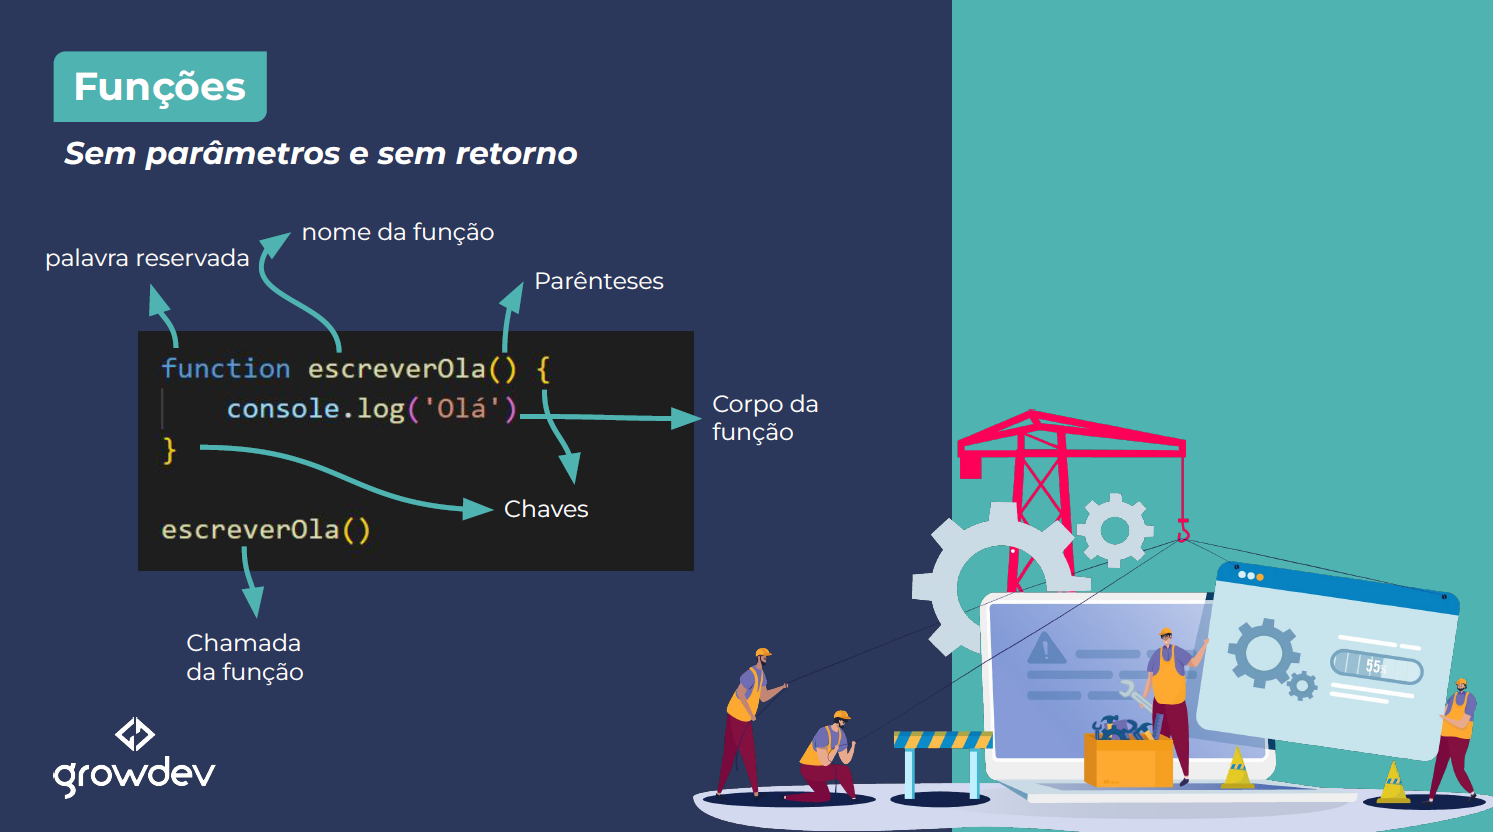 Funções
Sem parâmetros e sem retorno
nome da função
palavra reservada
Parênteses
function escreverOla() {
    console.log('Olá')
}
Corpo da
função
Chaves
escreverOla()
Chamada
da função
growdev
55s